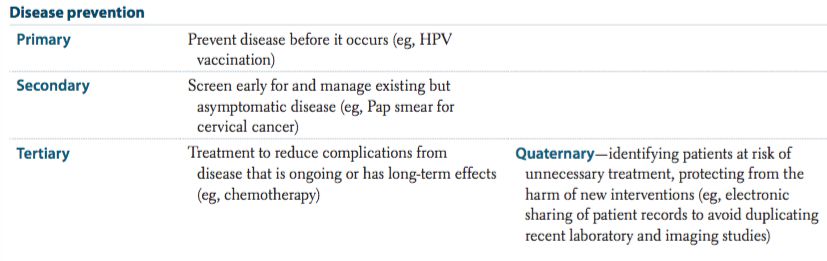 Disease prevention
Primary
Prevent disease before it occurs (eg, HPV
vaccination)
Secondary
Screen early for and manage existing but
asymptomatic disease (eg, Pap smear for
cervical cancer)
Tertiary
Treatment to reduce complications from
disease that is ongoing or has long-term effects
(eg, chemotherapy)
Quaternary—identifying patients at risk of
unnecessary treatment, protecting from the
harm of new interventions (eg, electronic
sharing of patient records to avoid duplicating
recent laboratory and imaging studies)